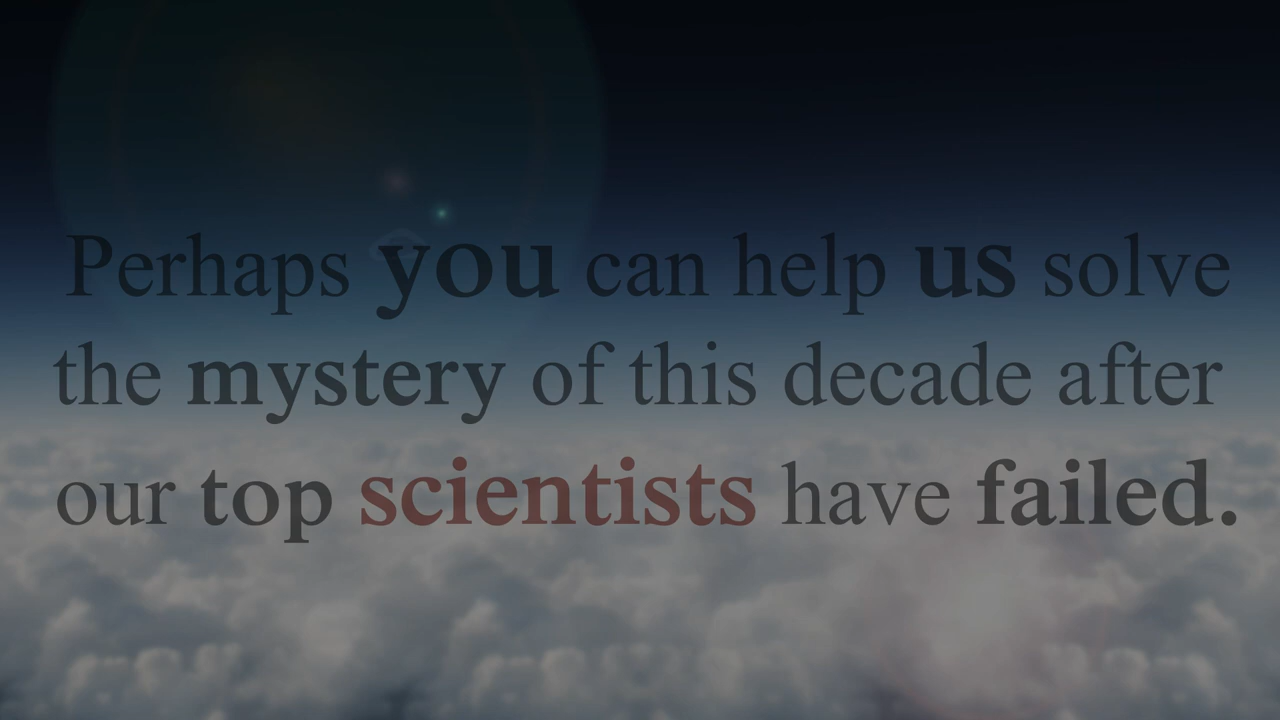 Perhaps you can help us solve
the mystery of this decade after
our top scientists have failed.